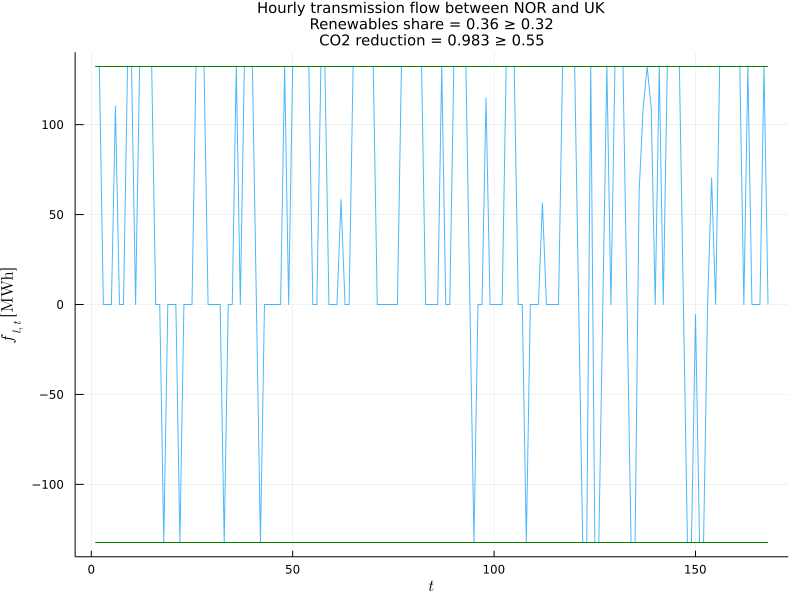 Hourly transmission flow between NOR and UK
Renewables share = 0.36 ≥ 0.32
CO2 reduction = 0.983 ≥ 0.55
100
50
0
−50
−100
f_{l,t} [MWh]
0
50
100
150
t